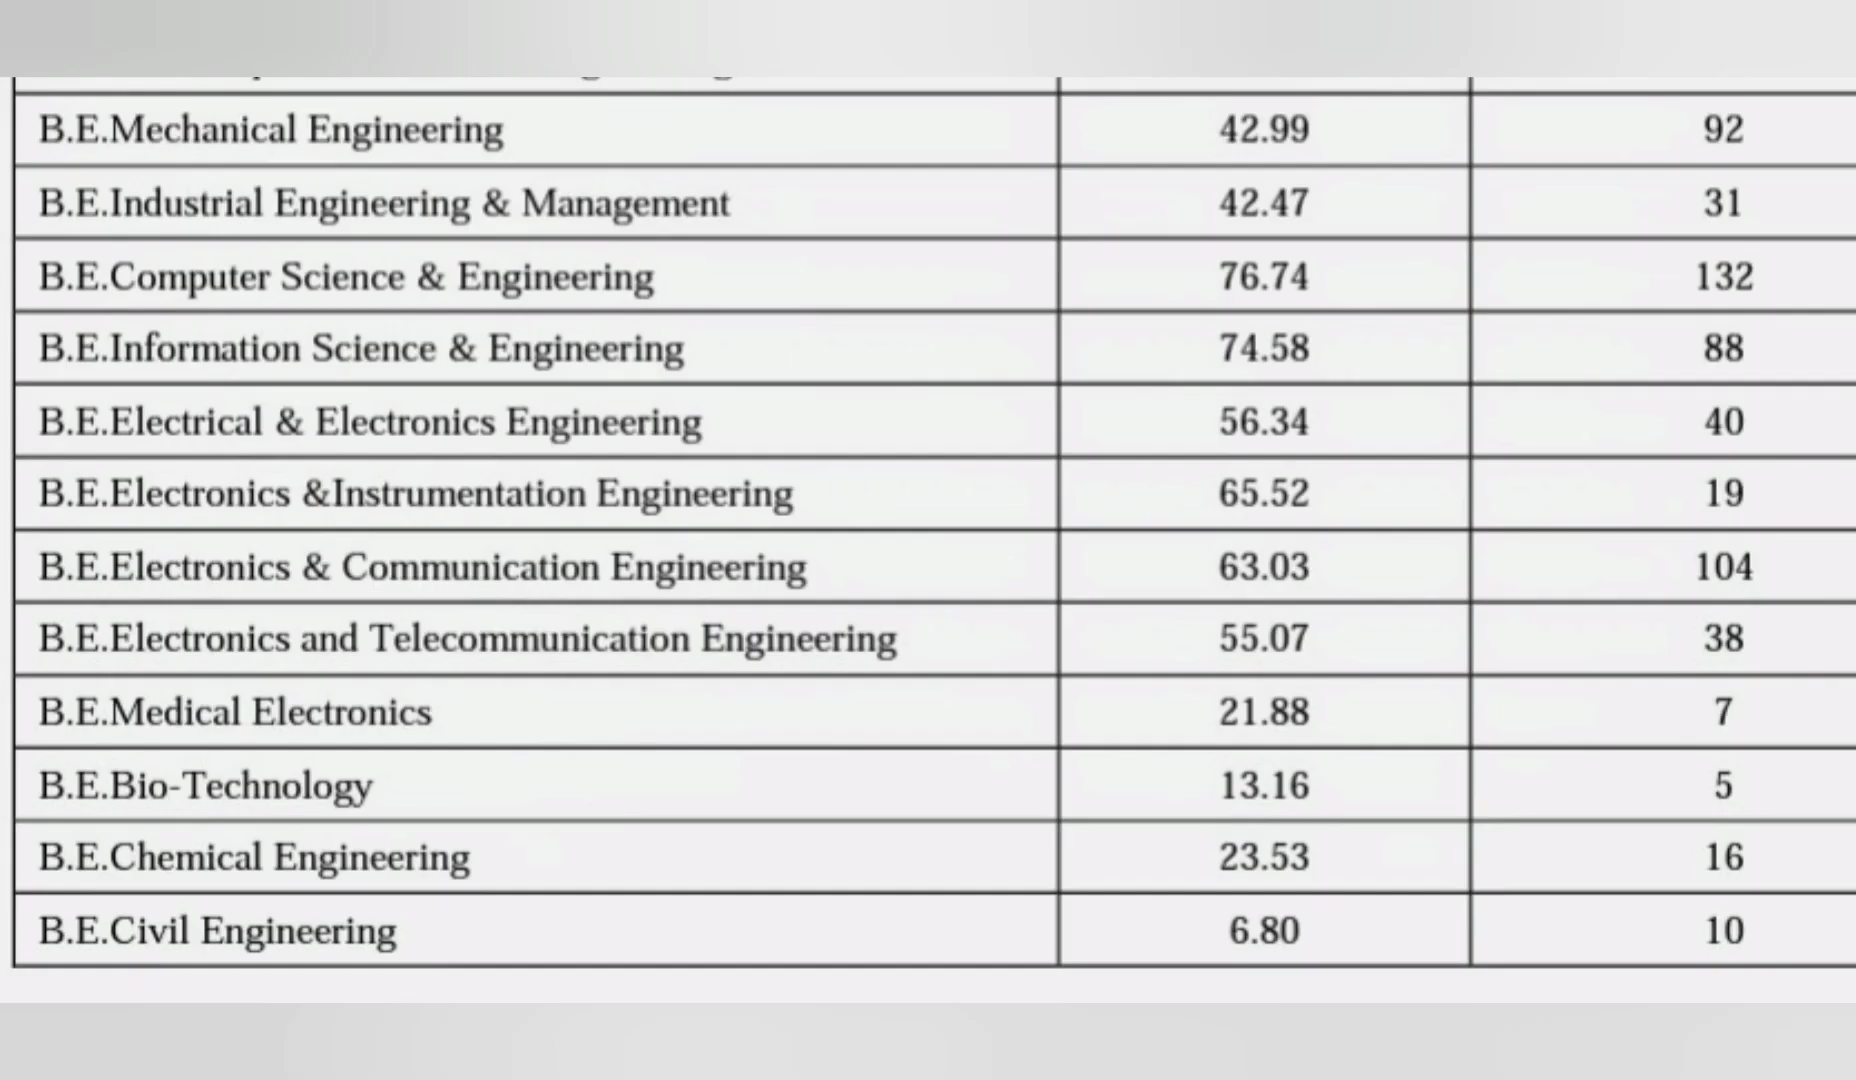 B.E.Mechanical Engineering 42.99 92
B.E.Industrial Engineering & Management 42.47 31
B.E.Computer Science & Engineering 76.74 132
B.E.Information Science & Engineering 74.58 88
B.E.Electrical & Electronics Engineering 56.34 40
B.E.Electronics &Instrumentation Engineering 65.52 19
B.E.Electronics & Communication Engineering 63.03 104
B.E.Electronics and Telecommunication Engineering 55.07 38
B.E.Medical Electronics 21.88 7
B.E.Bio-Technology 13.16 5
B.E.Chemical Engineering 23.53 16
B.E.Civil Engineering 6.80 10